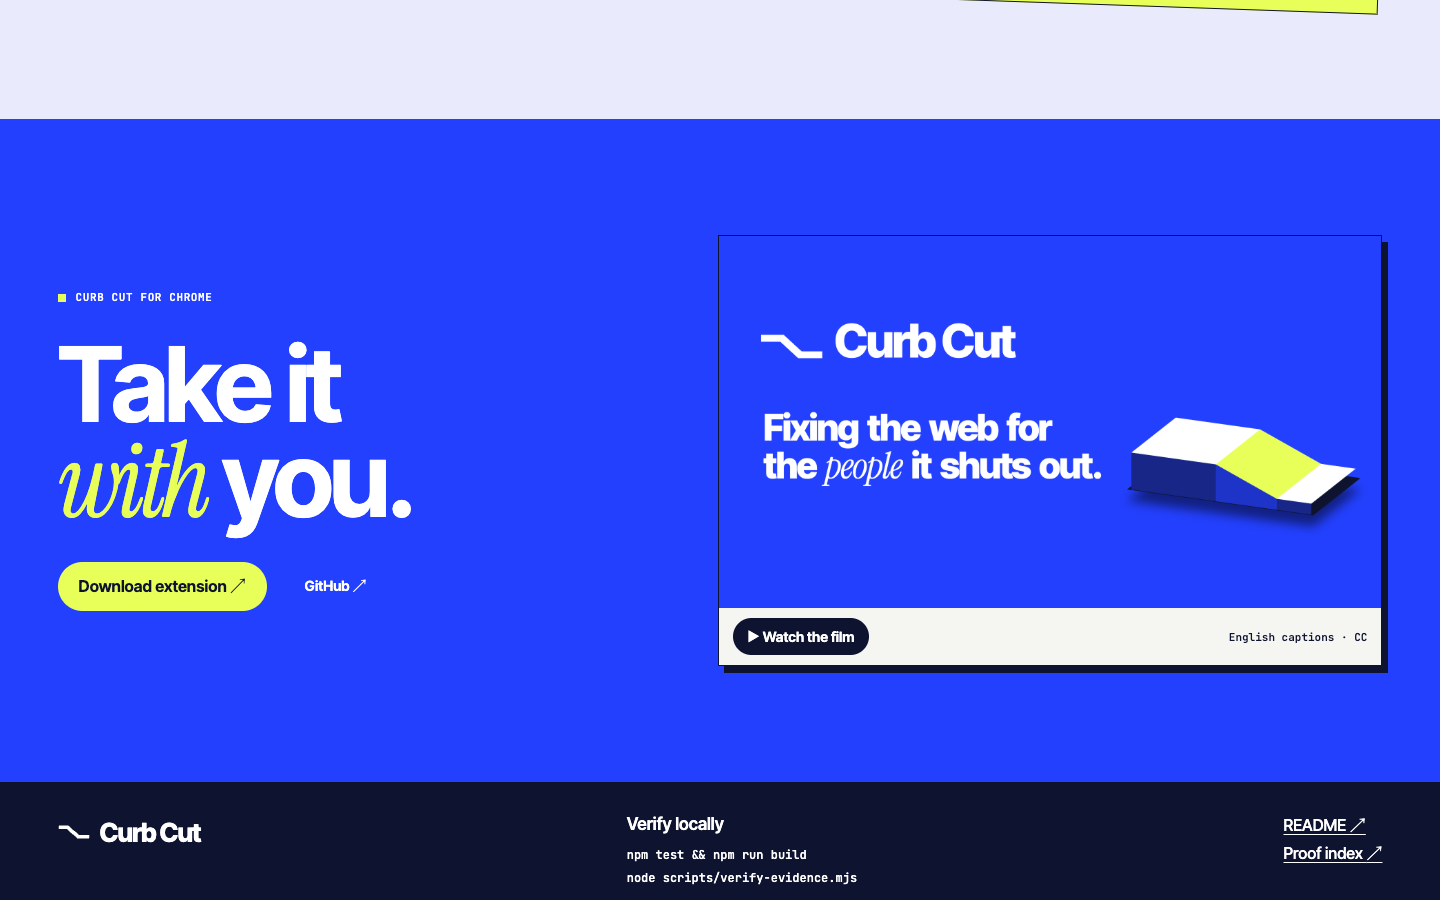 CURB CUT FOR CHROME
Take it
with you.
Download extension ↗
GitHub ↗
Curb Cut
Fixing the web for
the people it shuts out.
▶ Watch the film
English captions · CC
Curb Cut
Verify locally
npm test && npm run build
node scripts/verify-evidence.mjs
README ↗
Proof index ↗